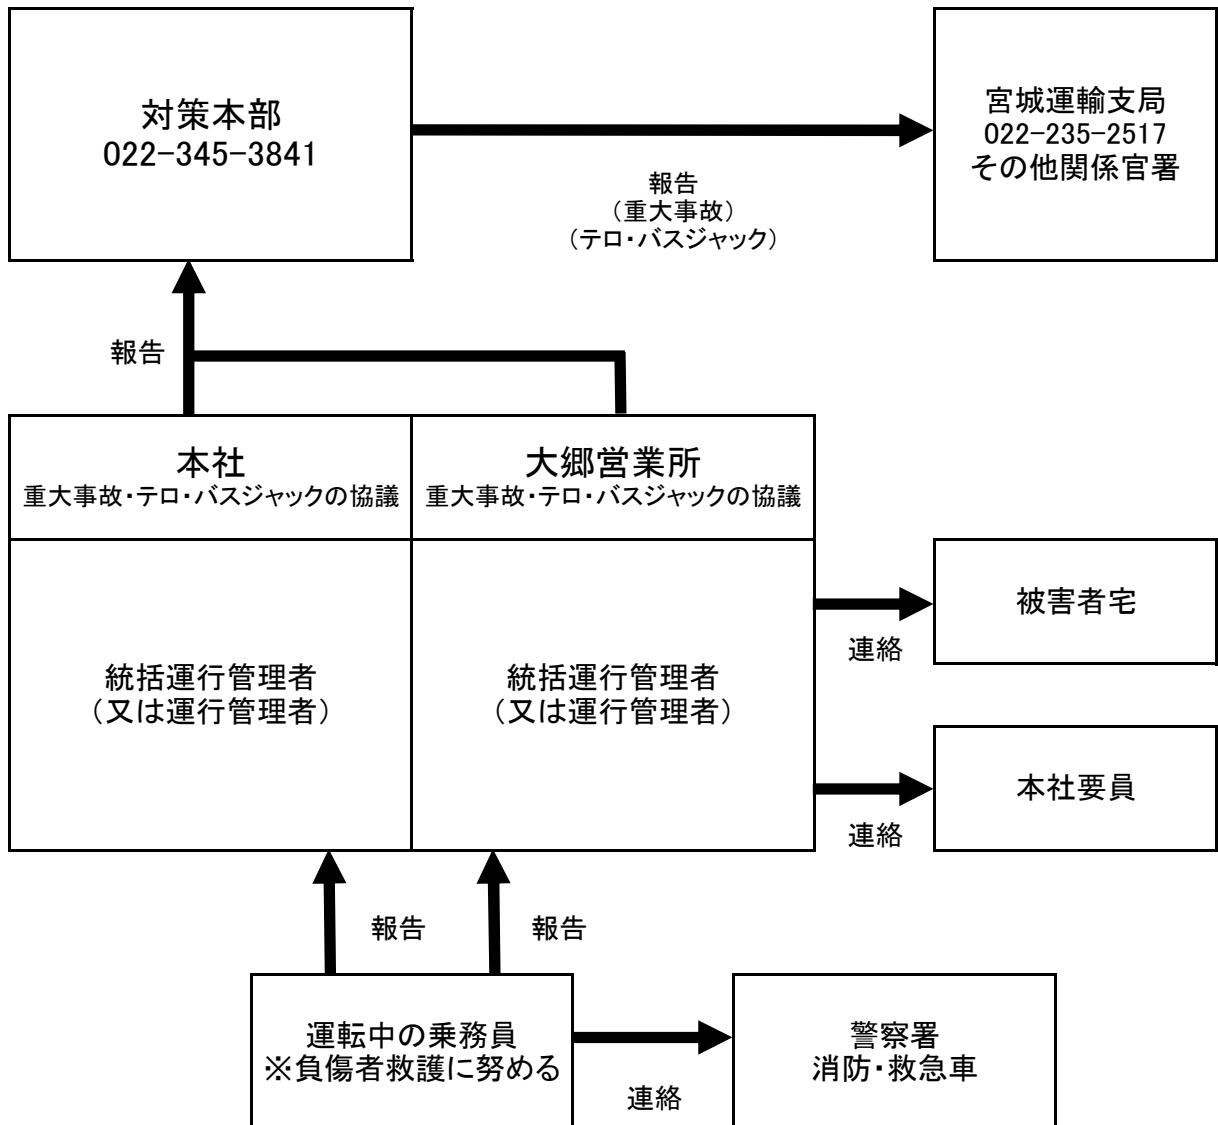 対策本部
022-345-3841
宮城運輸支局
022-235-2517
その他関係官署
報告
（重大事故）
（テロ・バスジャック）
報告
本社
重大事故・テロ・バスジャックの協議
大郷営業所
重大事故・テロ・バスジャックの協議
統括運行管理者
（又は運行管理者）
統括運行管理者
（又は運行管理者）
被害者宅
連絡
本社要員
連絡
報告
報告
運転中の乗務員
※負傷者救護に努める
連絡
警察署
消防・救急車